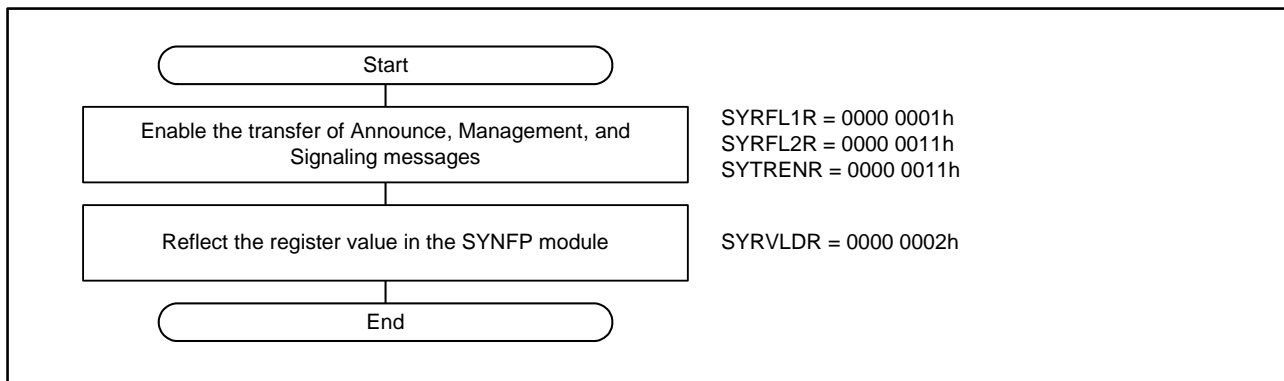 Start
Enable the transfer of Announce, Management, and
Signaling messages
SYRFL1R = 0000 0001h
SYRFL2R = 0000 0011h
SYTRENR = 0000 0011h
Reflect the register value in the SYNFP module
SYRVLDR = 0000 0002h
End